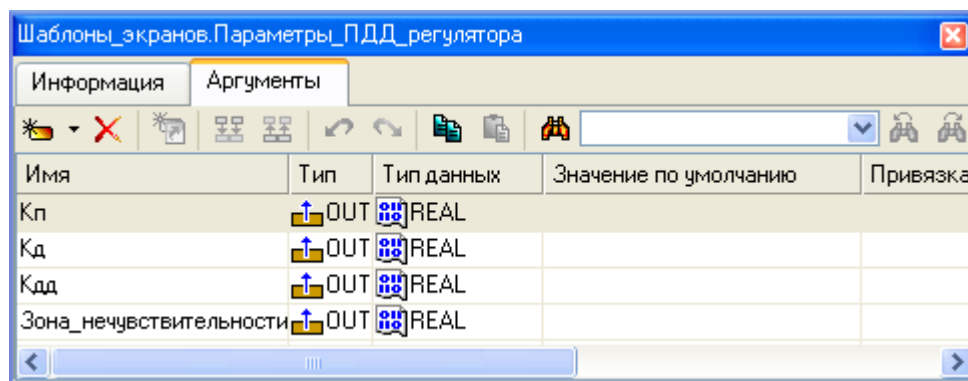 Шаблоны_экранов.Параметры_ПДД_регулятора
Информация Аргументы
Имя Тип Тип данных Значение по умолчанию Привязка
Кп OUT REAL
Кд OUT REAL
Кдд OUT REAL
Зона_нечувствительности OUT REAL